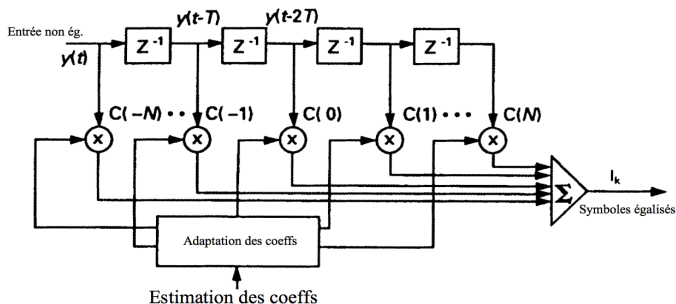 y(t-T) y(t-2T)
Entrée non ég.
y(t)
Z⁻¹ Z⁻¹ Z⁻¹ Z⁻¹
C(-N)·· C(-1) C(0) C(1)··· C(N)
x x x x x
Σ
I_k
Symboles égalisés
Adaptation des coeffs
Estimation des coeffs